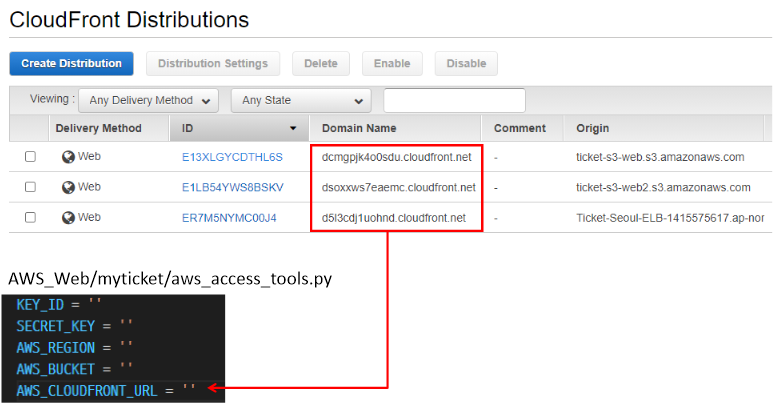 CloudFront Distributions
Create Distribution Distribution Settings Delete Enable Disable
Viewing : Any Delivery Method Any State
Delivery Method ID Domain Name Comment Origin
Web E13XLGYCDTHL6S dcmgpjk4o0sdu.cloudfront.net - ticket-s3-web.s3.amazonaws.com
Web E1LB54YWS8BSKV dsoxxws7eaemc.cloudfront.net - ticket-s3-web2.s3.amazonaws.com
Web ER7M5NYMC00J4 d5l3cdj1uohnd.cloudfront.net - Ticket-Seoul-ELB-1415575617.ap-nor
AWS_Web/myticket/aws_access_tools.py
KEY_ID = ''
SECRET_KEY = ''
AWS_REGION = ''
AWS_BUCKET = ''
AWS_CLOUDFRONT_URL = ''